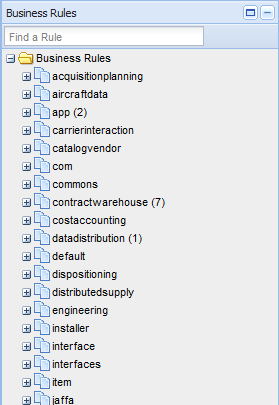 Business Rules
Find a Rule
Business Rules
acquisitionplanning
aircraftdata
app (2)
carrierinteraction
catalogvendor
com
commons
contractwarehouse (7)
costaccounting
datadistribution (1)
default
dispositioning
distributedsupply
engineering
installer
interface
interfaces
item
jaffa